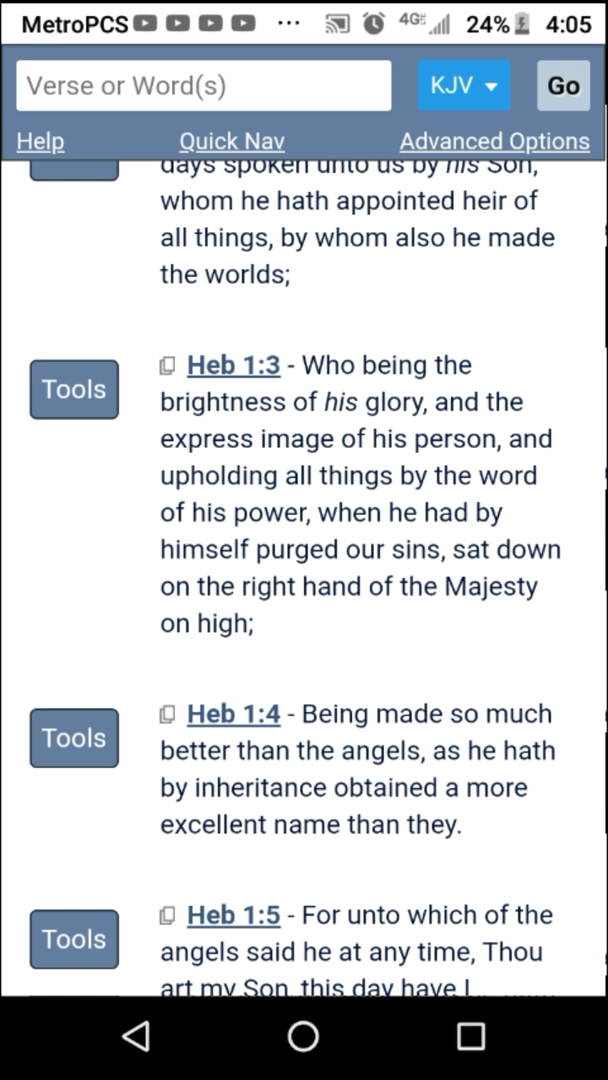 MetroPCS ... 4GE 24% 4:05
Verse or Word(s) KJV Go
Help Quick Nav Advanced Options
days spoken unto us by his Son,
whom he hath appointed heir of
all things, by whom also he made
the worlds;
Tools
Heb 1:3 - Who being the
brightness of his glory, and the
express image of his person, and
upholding all things by the word
of his power, when he had by
himself purged our sins, sat down
on the right hand of the Majesty
on high;
Tools
Heb 1:4 - Being made so much
better than the angels, as he hath
by inheritance obtained a more
excellent name than they.
Tools
Heb 1:5 - For unto which of the
angels said he at any time, Thou
art my Son, this day have I